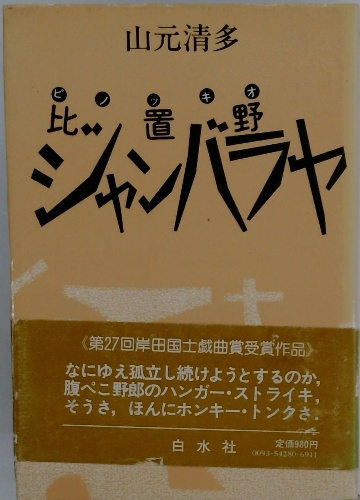 山元清多
ピノッキオ
比置野
ジャンバラヤ
《第27回岸田国士戯曲賞受賞作品》
なにゆえ孤立し続けようとするのか,
腹ぺこ野郎のハンガー・ストライキ,
そうさ,ほんにホンキー・トンクさ.
白水社
定価980円
0093-54280-6911